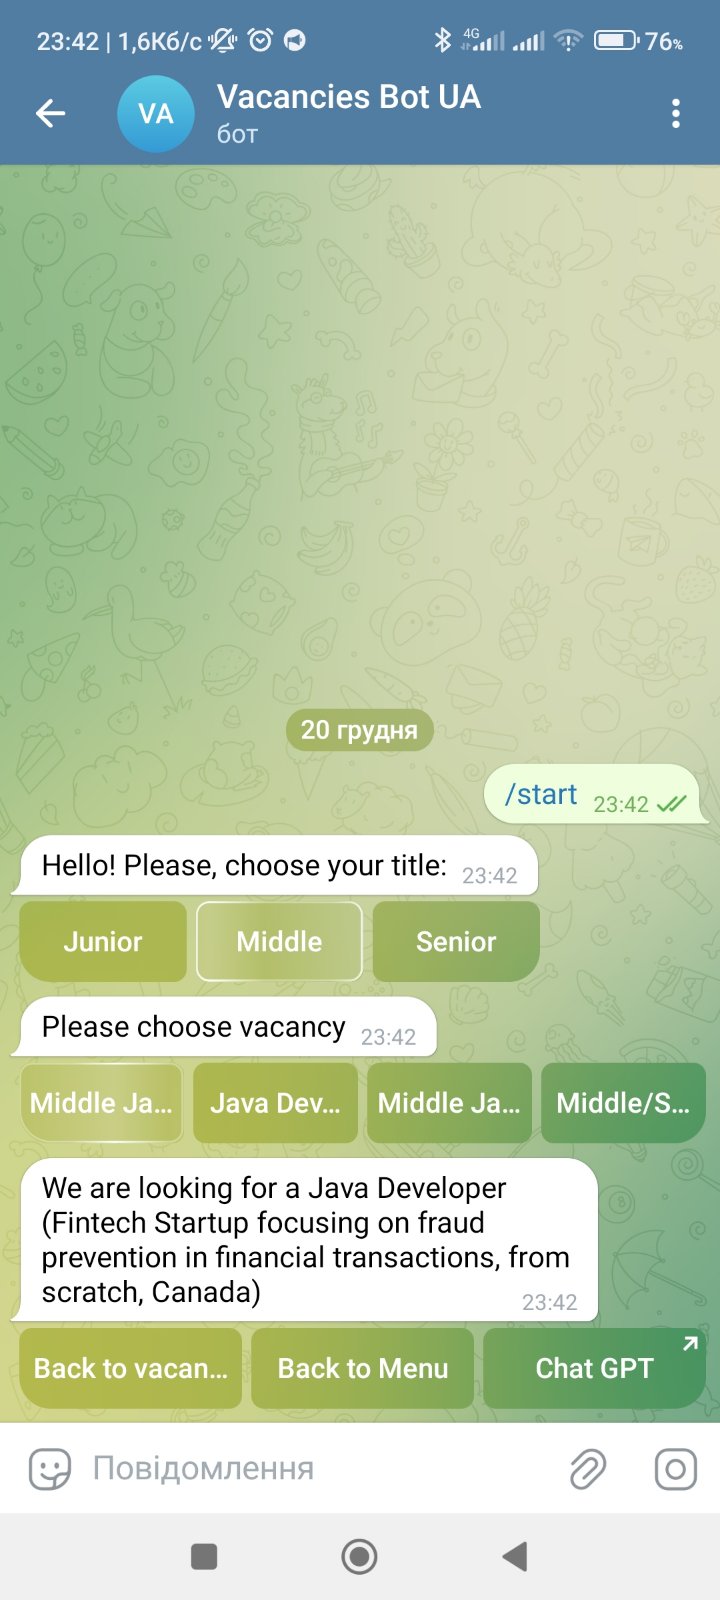 23:42 | 1,6Кб/с
4G
76%
VA
Vacancies Bot UA
бот
20 грудня
/start 23:42
Hello! Please, choose your title: 23:42
Junior Middle Senior
Please choose vacancy 23:42
Middle Ja... Java Dev... Middle Ja... Middle/S...
We are looking for a Java Developer
(Fintech Startup focusing on fraud
prevention in financial transactions, from
scratch, Canada)
23:42
Back to vacan... Back to Menu Chat GPT
Повідомлення